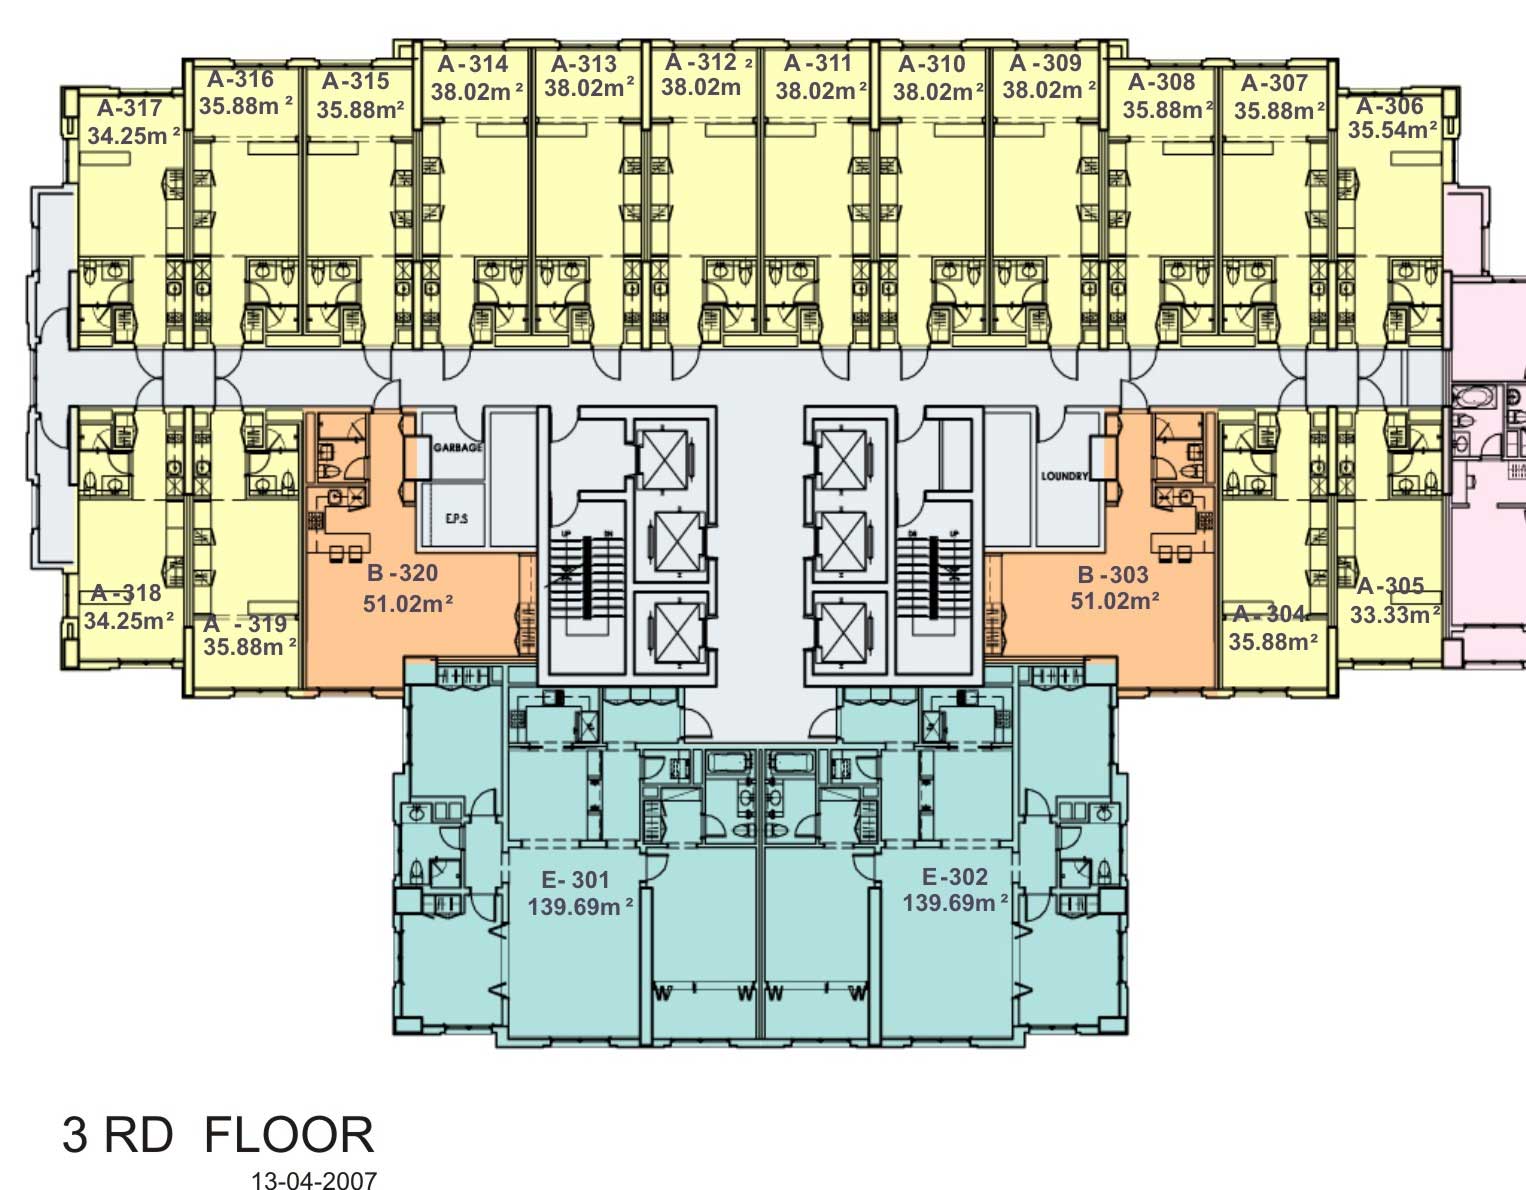 A-317
34.25m²
A-316
35.88m²
A-315
35.88m²
A-314
38.02m²
A-313
38.02m²
A-312 ²
38.02m
A-311
38.02m²
A-310
38.02m²
A-309
38.02m²
A-308
35.88m²
A-307
35.88m²
A-306
35.54m²
GARBAGE
E.P.S
LOUNDRY
UP DN
DN UP
A-318
34.25m²
A -319
35.88m²
B-320
51.02m²
B-303
51.02m²
A-304
35.88m²
A-305
33.33m²
E-301
139.69m²
E-302
139.69m²
3 RD FLOOR
13-04-2007